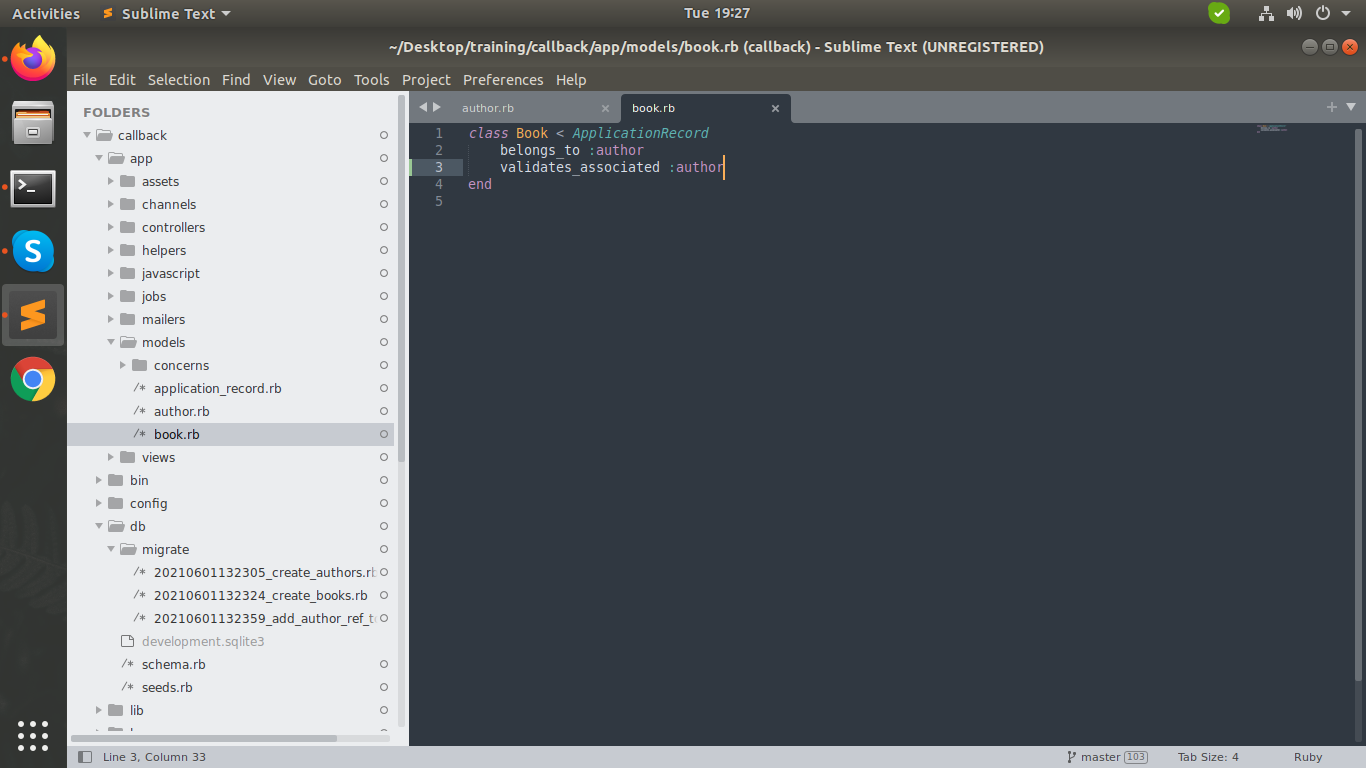 Activities Sublime Text Tue 19:27
~/Desktop/training/callback/app/models/book.rb (callback) - Sublime Text (UNREGISTERED)
File Edit Selection Find View Goto Tools Project Preferences Help
FOLDERS
callback
app
assets
channels
controllers
helpers
javascript
jobs
mailers
models
concerns
/* application_record.rb
/* author.rb
/* book.rb
views
bin
config
db
migrate
/* 20210601132305_create_authors.rb
/* 20210601132324_create_books.rb
/* 20210601132359_add_author_ref_t
development.sqlite3
/* schema.rb
/* seeds.rb
lib
author.rb book.rb
1 class Book < ApplicationRecord
2 belongs_to :author
3 validates_associated :author
4 end
5
Line 3, Column 33 master 103 Tab Size: 4 Ruby